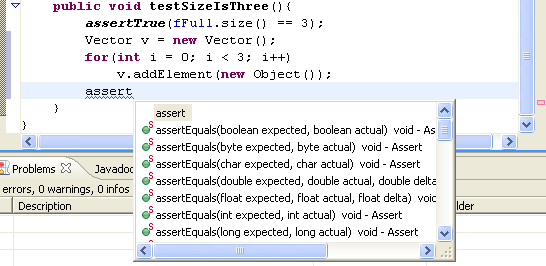 public void testSizeIsThree(){
assertTrue(fFull.size() == 3);
Vector v = new Vector();
for(int i = 0; i < 3; i++)
v.addElement(new Object());
assert
}
}
assert
assertEquals(boolean expected, boolean actual) void - Ass
assertEquals(byte expected, byte actual) void - Assert
assertEquals(char expected, char actual) void - Assert
assertEquals(double expected, double actual, double delta
assertEquals(float expected, float actual, float delta) void
assertEquals(int expected, int actual) void - Assert
assertEquals(long expected, long actual) void - Assert
Problems Javadoc
errors, 0 warnings, 0 infos
Description lder